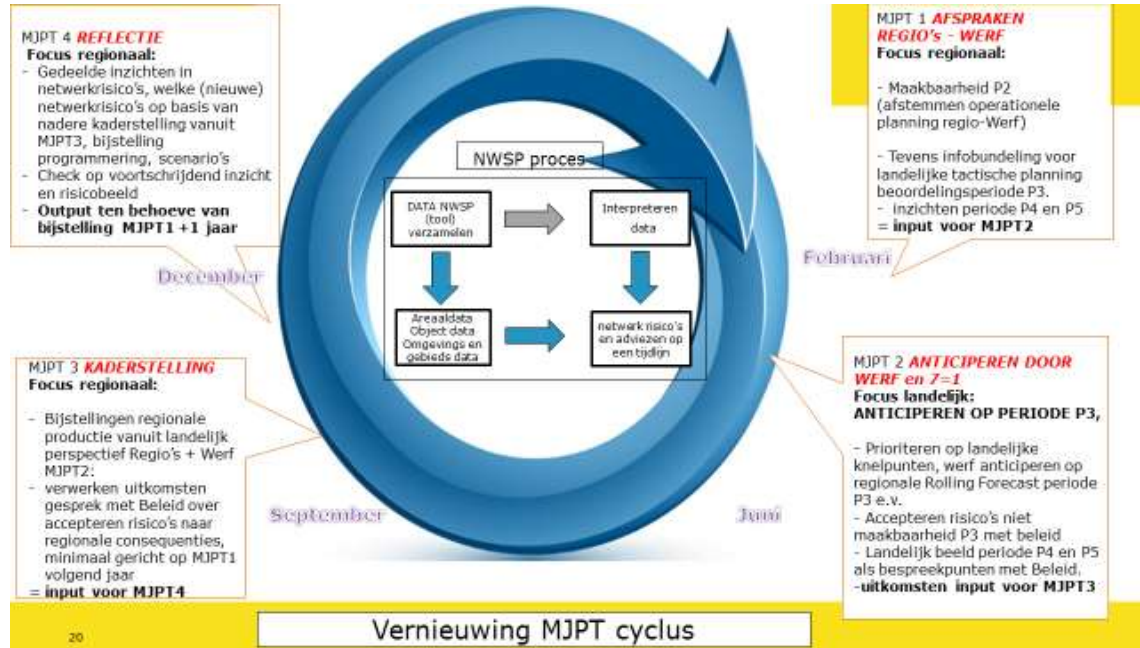 MJPT 4 REFLECTIE
Focus regionaal:
- Gedeelde inzichten in
netwerkrisico's, welke (nieuwe)
netwerkrisico's op basis van
nadere kaderstelling vanuit
MJPT3, bijstelling
programmering, scenario's
- Check op voortschrijdend inzicht
en risicobeeld
- Output ten behoeve van
bijstelling MJPT1 +1 jaar
December
MJPT 1 AFSPRAKEN
REGIO's - WERF
Focus regionaal:
- Maakbaarheid P2
(afstemmen operationele
planning regio-Werf)
- Tevens infobundeling voor
landelijke tactische planning
beoordelingsperiode P3.
- inzichten periode P4 en P5
= input voor MJPT2
Februari
NWSP proces
DATA NWSP
(tool)
verzamelen
Interpreteren
data
Areaaldata
Object data
Omgevings en
gebieds data
netwerk risico's
en adviezen op
een tijdlijn
MJPT 3 KADERSTELLING
Focus regionaal:
- Bijstellingen regionale
productie vanuit landelijk
perspectief Regio's + Werf
MJPT2:
- verwerken uitkomsten
gesprek met Beleid over
accepteren risico's naar
regionale consequenties,
minimaal gericht op MJPT1
volgend jaar
= input voor MJPT4
September
MJPT 2 ANTICIPEREN DOOR
WERF en 7=1
Focus landelijk:
ANTICIPEREN OP PERIODE P3,
- Prioriteren op landelijke
knelpunten, werf anticiperen op
regionale Rolling Forecast periode
P3 e.v.
- Accepteren risico's niet
maakbaarheid P3 met beleid
- Landelijk beeld periode P4 en P5
als bespreekpunten met Beleid.
-uitkomsten input voor MJPT3
Juni
20
Vernieuwing MJPT cyclus